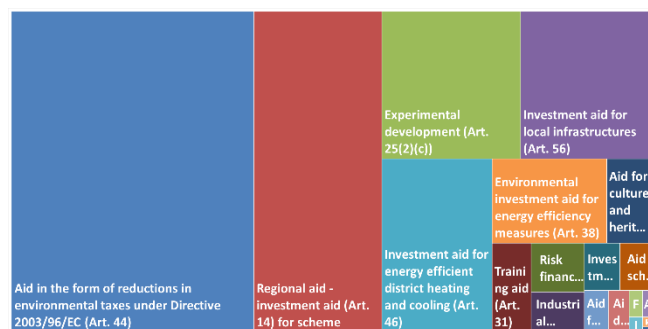 Aid in the form of reductions in
environmental taxes under Directive
2003/96/EC (Art. 44)
Regional aid -
investment aid (Art.
14) for scheme
Experimental
development (Art.
25(2)(c))
Investment aid for
local infrastructures
(Art. 56)
Investment aid for
energy efficient
district heating
and cooling (Art.
46)
Environmental
investment aid for
energy efficiency
measures (Art. 38)
Aid for
culture
and
herit...
Traini
ng aid
(Art.
31)
Risk
financ...
Inves
tm...
Aid
sch...
Industri
al...
Aid
f...
Ai
d...
F